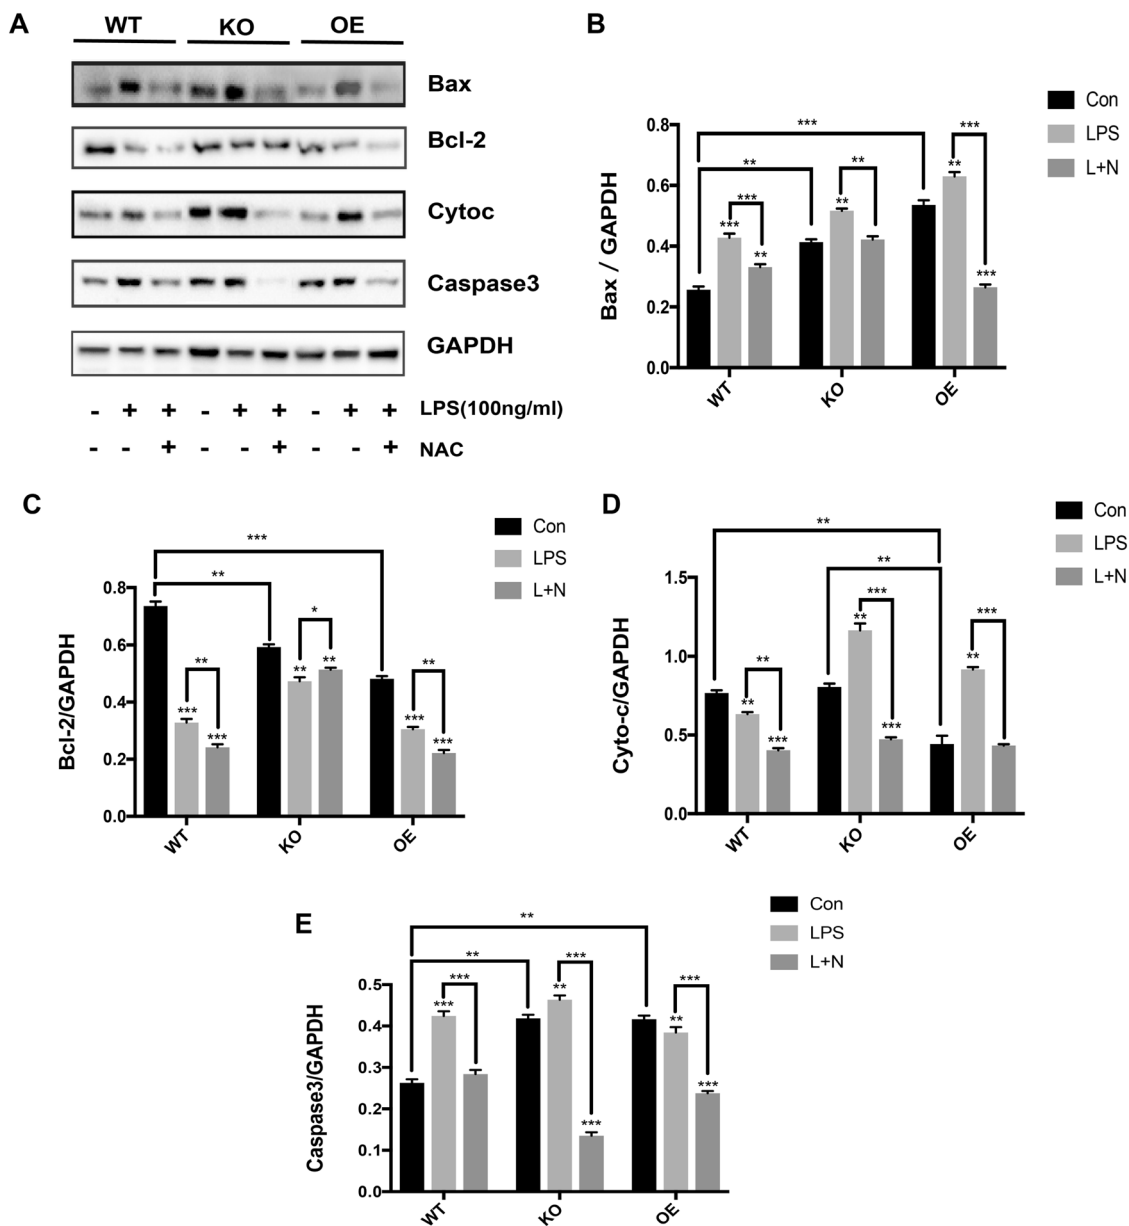 A
WT KO OE
Bax
Bcl-2
Cytoc
Caspase3
GAPDH
- + + - + + - + + LPS(100ng/ml)
- - + - - + - - + NAC
B
Con
LPS
L+N
Bax / GAPDH
0.8
0.6
0.4
0.2
0.0
***
**
***
***
**
**
**
***
**
***
WT KO OE
C
Con
LPS
L+N
Bcl-2/GAPDH
0.8
0.6
0.4
0.2
0.0
***
**
**
***
***
*
**
**
**
***
***
WT KO OE
D
Con
LPS
L+N
Cyto-c/GAPDH
1.5
1.0
0.5
0.0
**
**
**
**
***
***
**
***
***
**
WT KO OE
E
Con
LPS
L+N
Caspase3/GAPDH
0.5
0.4
0.3
0.2
0.1
0.0
**
**
***
***
***
**
***
***
**
***
WT KO OE